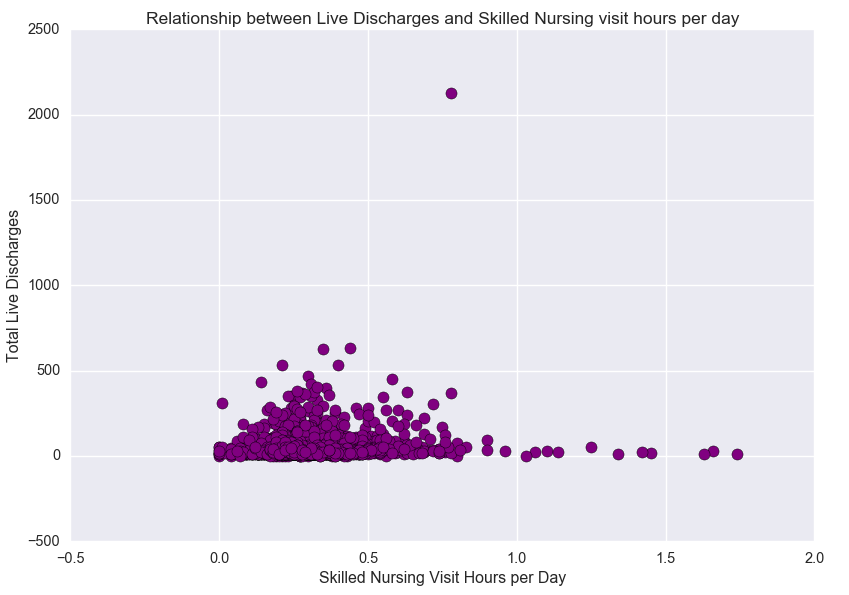 Relationship between Live Discharges and Skilled Nursing visit hours per day
2500
2000
1500
1000
500
0
−500
Total Live Discharges
−0.5 0.0 0.5 1.0 1.5 2.0
Skilled Nursing Visit Hours per Day